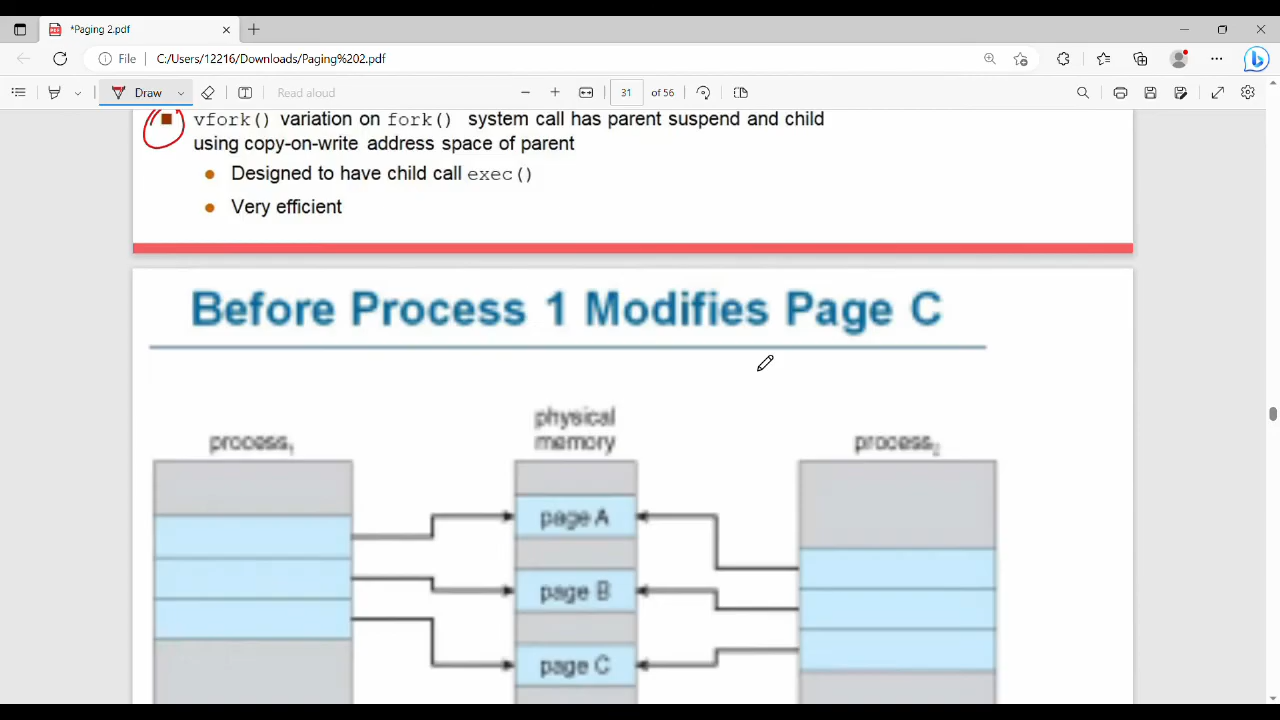 *Paging 2.pdf
File
C:/Users/12216/Downloads/Paging%202.pdf
Draw
Read aloud
31
of 56
vfork() variation on fork() system call has parent suspend and child
using copy-on-write address space of parent
Designed to have child call exec()
Very efficient
Before Process 1 Modifies Page C
physical
memory
process₁
process₂
page A
page B
page C